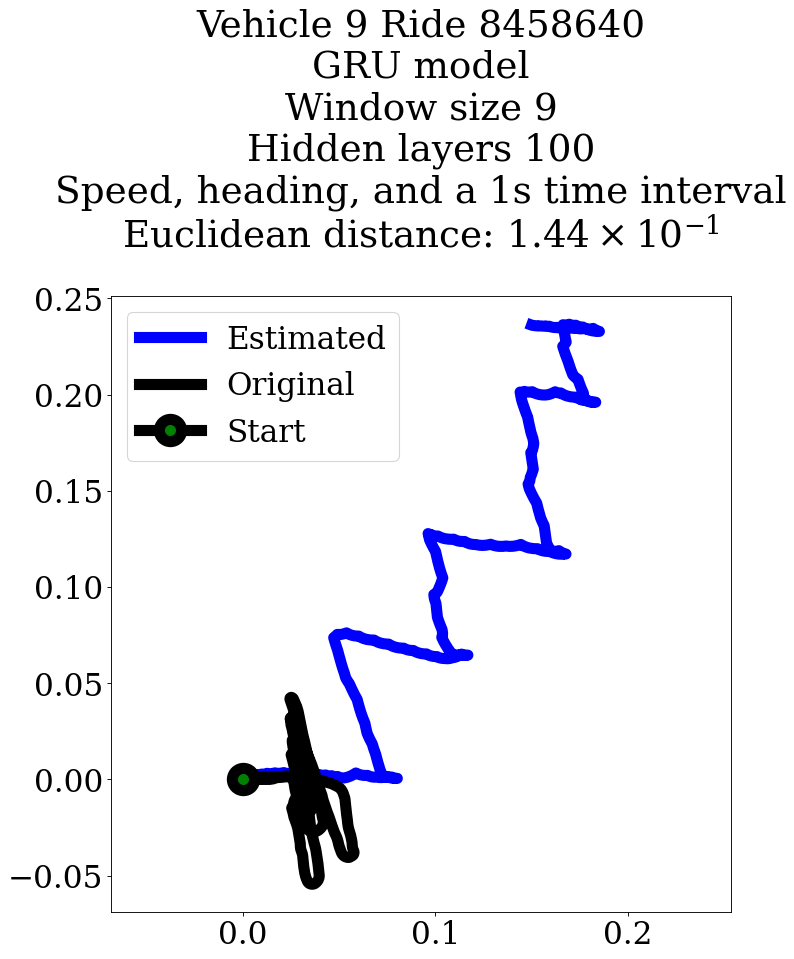 Vehicle 9 Ride 8458640
GRU model
Window size 9
Hidden layers 100
Speed, heading, and a 1s time interval
Euclidean distance: 1.44 × 10⁻¹
0.25
Estimated
Original
Start
0.20
0.15
0.10
0.05
0.00
−0.05
0.0 0.1 0.2